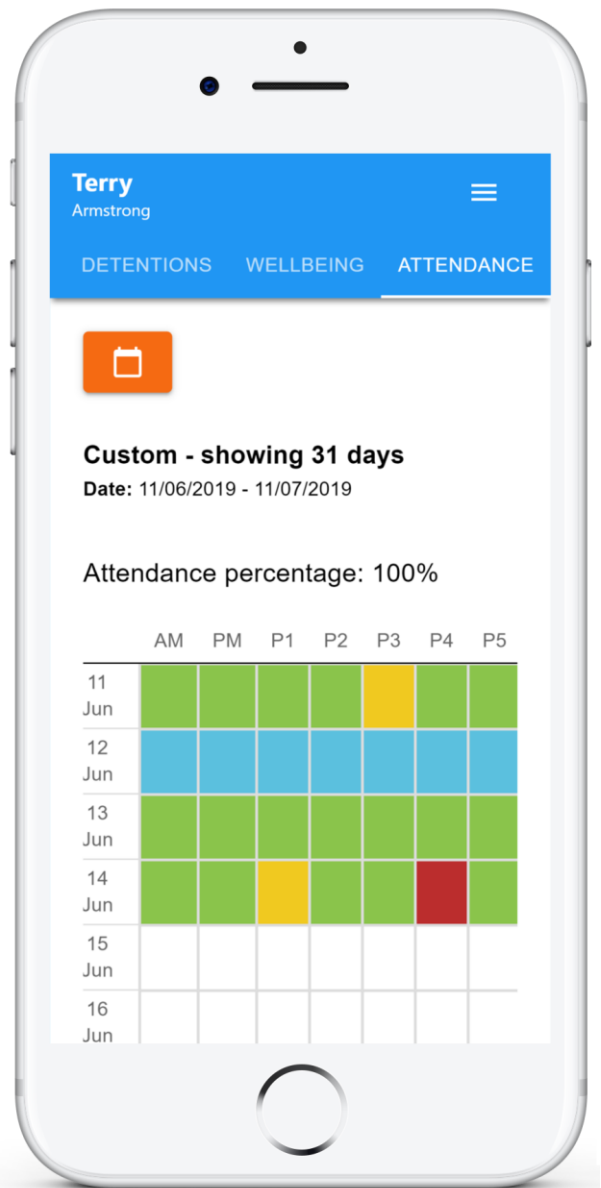 Terry
Armstrong
DETENTIONS WELLBEING ATTENDANCE
Custom - showing 31 days
Date: 11/06/2019 - 11/07/2019
Attendance percentage: 100%
AM PM P1 P2 P3 P4 P5
11
Jun
12
Jun
13
Jun
14
Jun
15
Jun
16
Jun